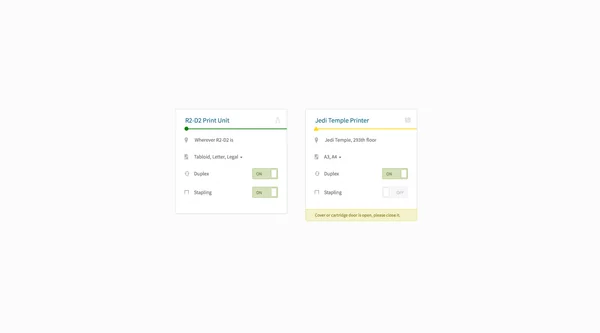 R2-D2 Print Unit
Wherever R2-D2 is
Tabloid, Letter, Legal
Duplex
ON
Stapling
ON
Jedi Temple Printer
Jedi Temple, 293th floor
A3, A4
Duplex
ON
Stapling
OFF
Cover or cartridge door is open, please close it.